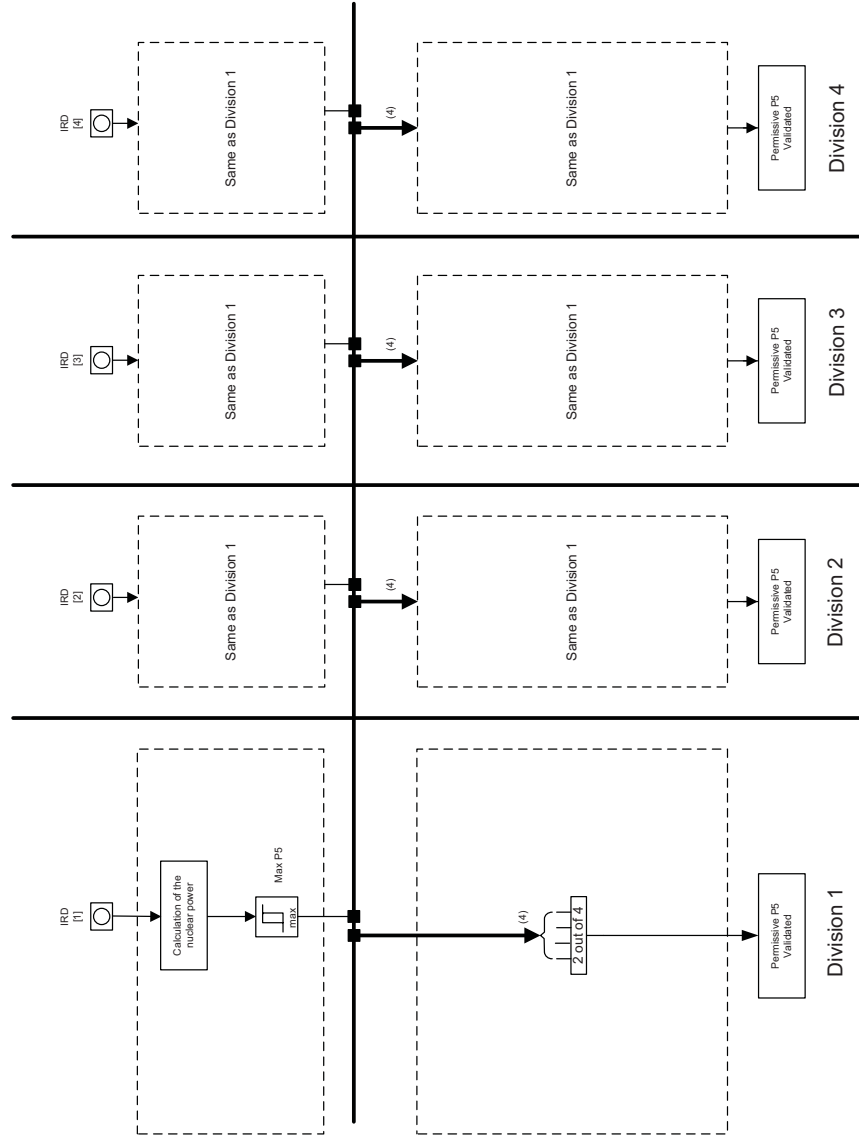 IRD
[1]
Calculation of the
nuclear power
Max P5
max
(4)
2 out of 4
Permissive P5
Validated
Division 1
IRD
[2]
Same as Division 1
(4)
Same as Division 1
Permissive P5
Validated
Division 2
IRD
[3]
Same as Division 1
(4)
Same as Division 1
Permissive P5
Validated
Division 3
IRD
[4]
Same as Division 1
(4)
Same as Division 1
Permissive P5
Validated
Division 4